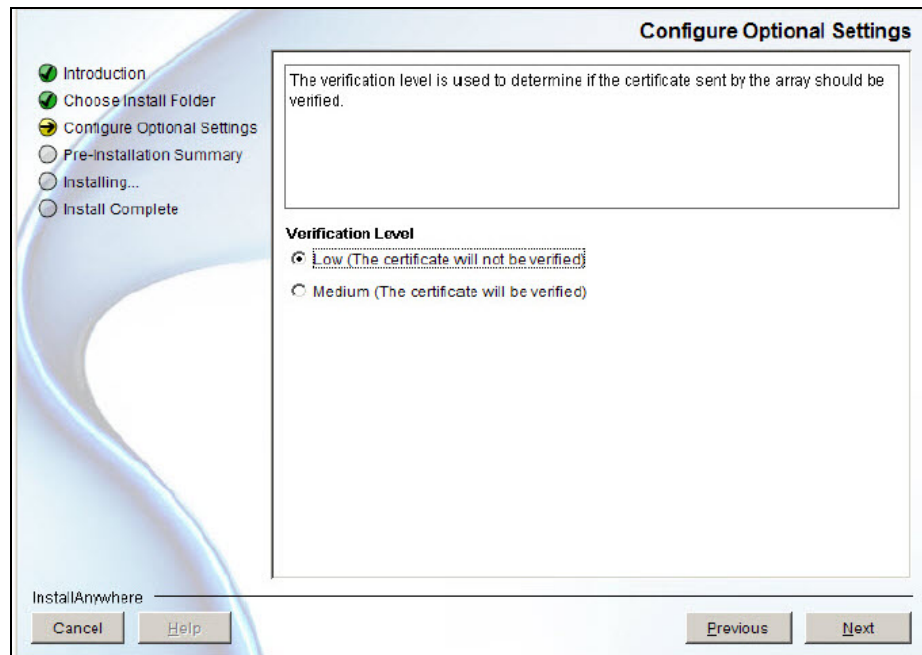 Configure Optional Settings
Introduction
Choose Install Folder
Configure Optional Settings
Pre-Installation Summary
Installing...
Install Complete
The verification level is used to determine if the certificate sent by the array should be
verified.
Verification Level
Low (The certificate will not be verified)
Medium (The certificate will be verified)
InstallAnywhere
Cancel
Help
Previous
Next